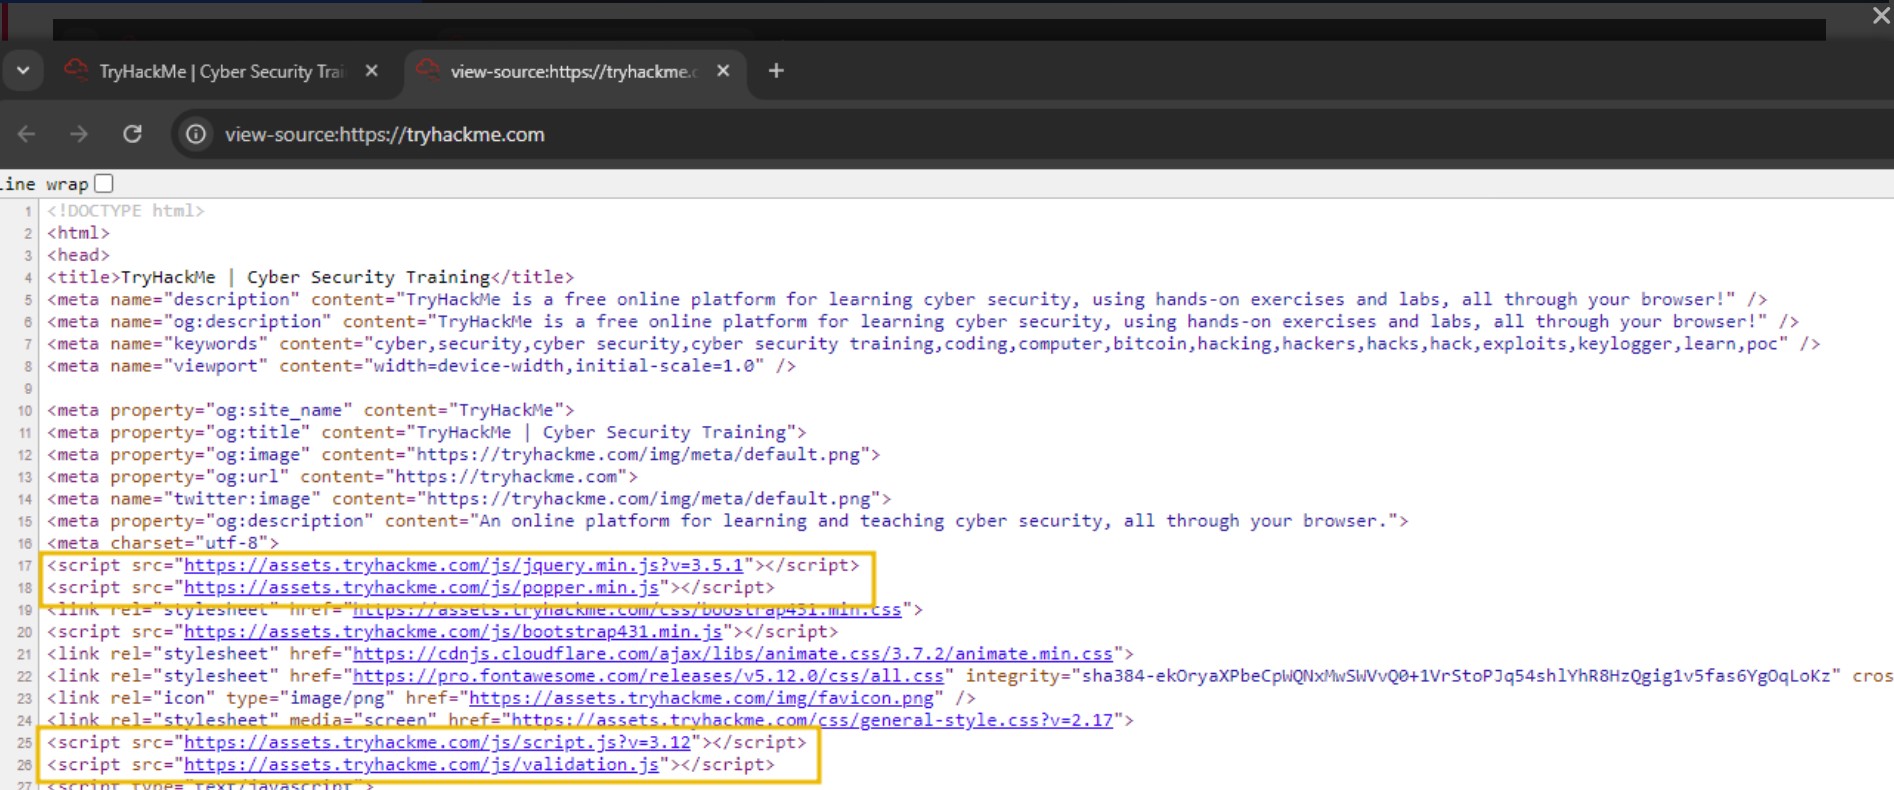 TryHackMe | Cyber Security Trai
view-source:https://tryhackme.c
view-source:https://tryhackme.com
ine wrap
1 <!DOCTYPE html>
2 <html>
3 <head>
4 <title>TryHackMe | Cyber Security Training</title>
5 <meta name="description" content="TryHackMe is a free online platform for learning cyber security, using hands-on exercises and labs, all through your browser!" />
6 <meta name="og:description" content="TryHackMe is a free online platform for learning cyber security, using hands-on exercises and labs, all through your browser!" />
7 <meta name="keywords" content="cyber,security,cyber security,cyber security training,coding,computer,bitcoin,hacking,hackers,hacks,hack,exploits,keylogger,learn,poc" />
8 <meta name="viewport" content="width=device-width,initial-scale=1.0" />
9
10 <meta property="og:site_name" content="TryHackMe">
11 <meta property="og:title" content="TryHackMe | Cyber Security Training">
12 <meta property="og:image" content="https://tryhackme.com/img/meta/default.png">
13 <meta property="og:url" content="https://tryhackme.com">
14 <meta name="twitter:image" content="https://tryhackme.com/img/meta/default.png">
15 <meta property="og:description" content="An online platform for learning and teaching cyber security, all through your browser.">
16 <meta charset="utf-8">
17 <script src="https://assets.tryhackme.com/js/jquery.min.js?v=3.5.1"></script>
18 <script src="https://assets.tryhackme.com/js/popper.min.js"></script>
19 <link rel="stylesheet" href="https://assets.tryhackme.com/css/boostrap431.min.css">
20 <script src="https://assets.tryhackme.com/js/bootstrap431.min.js"></script>
21 <link rel="stylesheet" href="https://cdnjs.cloudflare.com/ajax/libs/animate.css/3.7.2/animate.min.css">
22 <link rel="stylesheet" href="https://pro.fontawesome.com/releases/v5.12.0/css/all.css" integrity="sha384-ekOryaXPbeCpWQNxMwSWVvQ0+1VrStoPJq54shlYhR8HzQgig1v5fas6YgOqLoKz" cros
23 <link rel="icon" type="image/png" href="https://assets.tryhackme.com/img/favicon.png" />
24 <link rel="stylesheet" media="screen" href="https://assets.tryhackme.com/css/general-style.css?v=2.17">
25 <script src="https://assets.tryhackme.com/js/script.js?v=3.12"></script>
26 <script src="https://assets.tryhackme.com/js/validation.js"></script>
27 <script type="text/javascript">